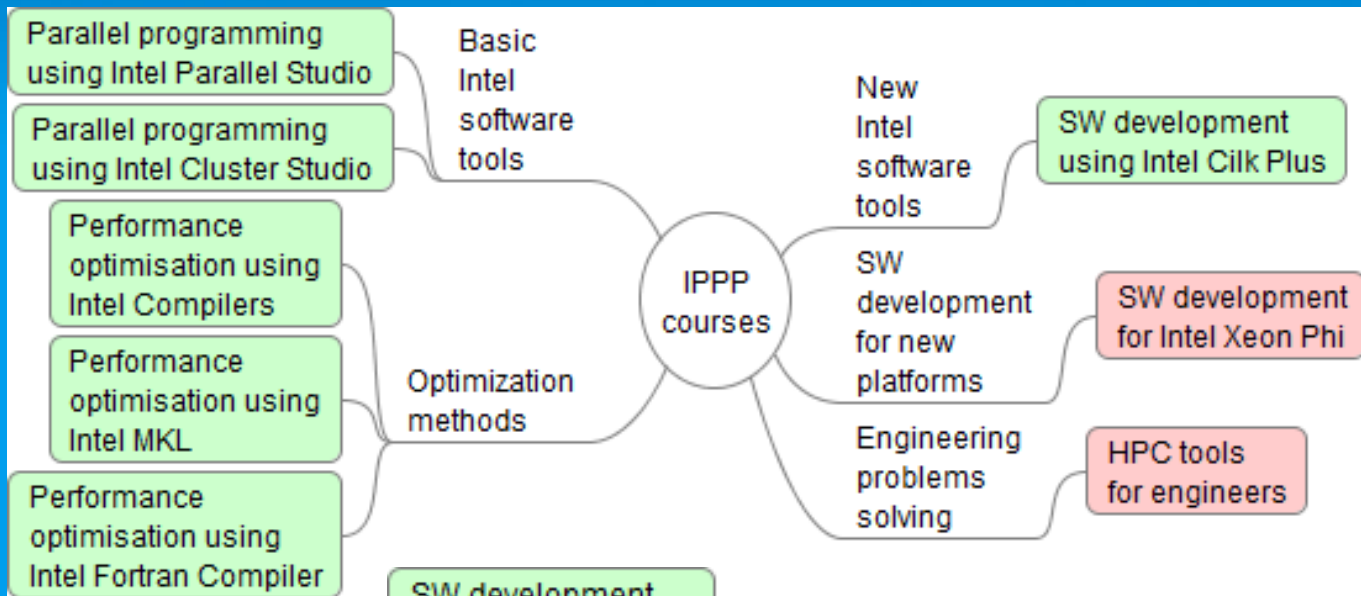 Parallel programming
using Intel Parallel Studio
Parallel programming
using Intel Cluster Studio
Basic
Intel
software
tools
Performance
optimisation using
Intel Compilers
Performance
optimisation using
Intel MKL
Performance
optimisation using
Intel Fortran Compiler
Optimization
methods
IPPP
courses
New
Intel
software
tools
SW development
using Intel Cilk Plus
SW
development
for new
platforms
SW development
for Intel Xeon Phi
Engineering
problems
solving
HPC tools
for engineers
SW development